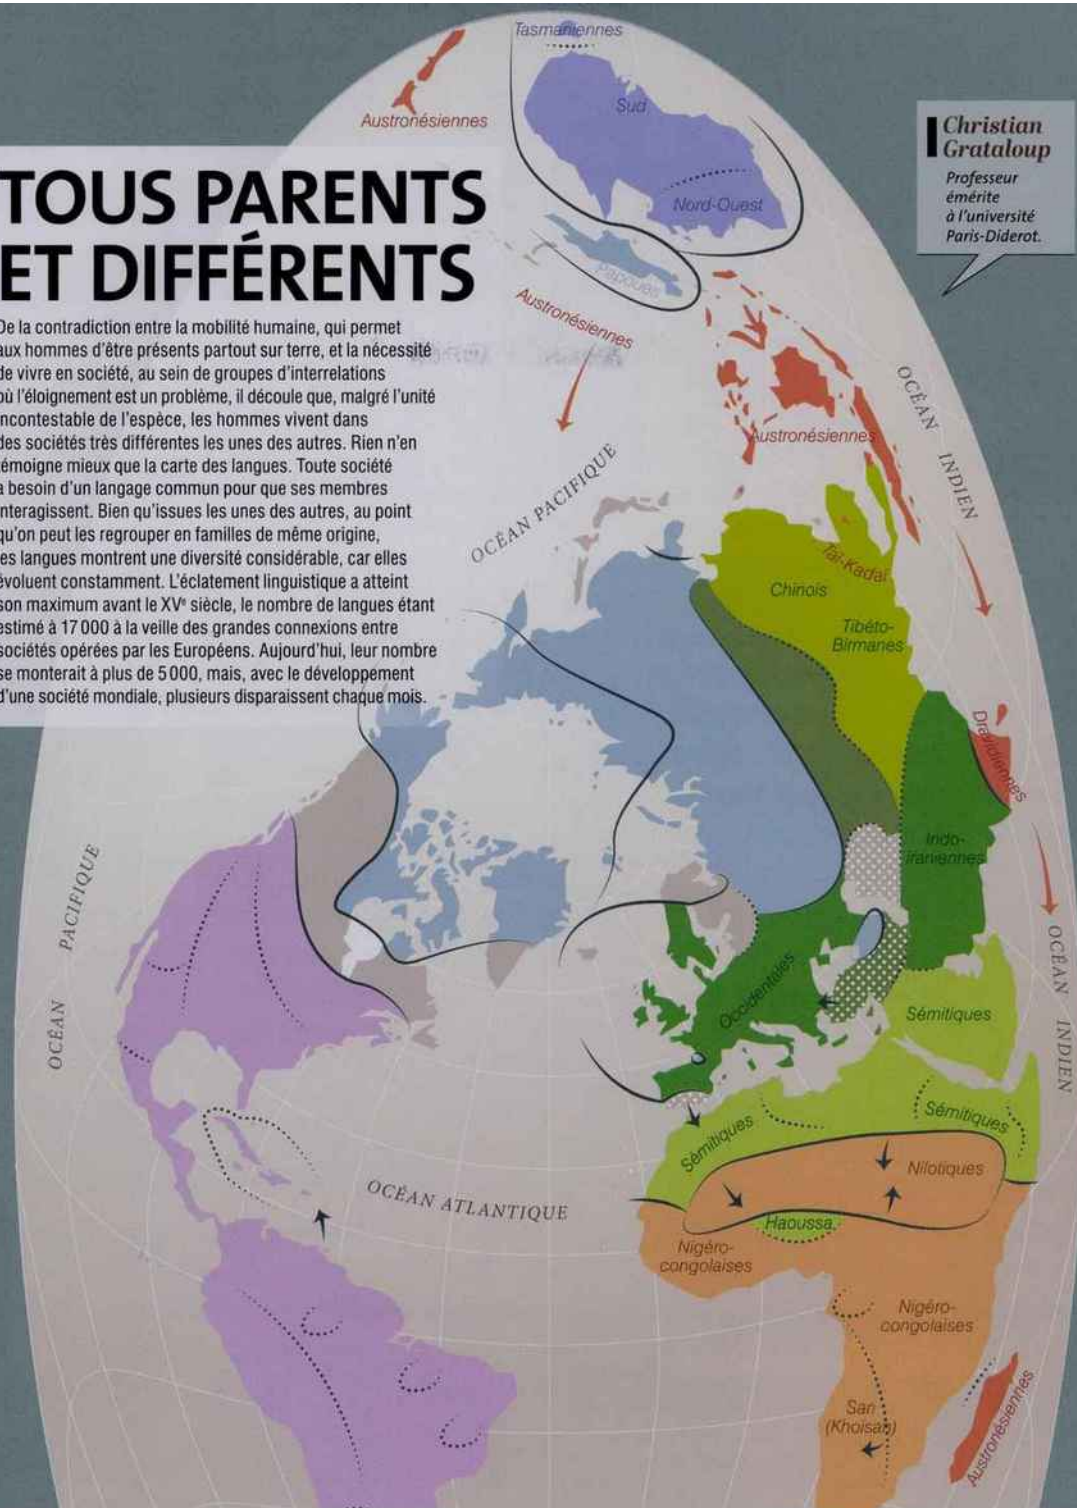 TOUS PARENTS
ET DIFFÉRENTS
De la contradiction entre la mobilité humaine, qui permet
aux hommes d'être présents partout sur terre, et la nécessité
de vivre en société, au sein de groupes d'interrelations
où l'éloignement est un problème, il découle que, malgré l'unité
incontestable de l'espèce, les hommes vivent dans
des sociétés très différentes les unes des autres. Rien n'en
témoigne mieux que la carte des langues. Toute société
a besoin d'un langage commun pour que ses membres
interagissent. Bien qu'issues les unes des autres, au point
qu'on peut les regrouper en familles de même origine,
les langues montrent une diversité considérable, car elles
évoluent constamment. L'éclatement linguistique a atteint
son maximum avant le XVe siècle, le nombre de langues étant
estimé à 17 000 à la veille des grandes connexions entre
sociétés opérées par les Européens. Aujourd'hui, leur nombre
se monterait à plus de 5 000, mais, avec le développement
d'une société mondiale, plusieurs disparaissent chaque mois.
Christian
Grataloup
Professeur
émérite
à l'université
Paris-Diderot.
Tasmaniennes
Austronésiennes
Sud
Nord-Ouest
Papoues
Austronésiennes
Austronésiennes
OCÉAN INDIEN
OCÉAN PACIFIQUE
Taï-Kadaï
Chinois
Tibéto-
Birmanes
Dravidiennes
Indo-
iraniennes
OCÉAN PACIFIQUE
Occidentales
OCÉAN INDIEN
Sémitiques
Sémitiques
Sémitiques
Nilotiques
OCÉAN ATLANTIQUE
Haoussa
Nigéro-
congolaises
Nigéro-
congolaises
San
(Khoisan)
Austronésiennes